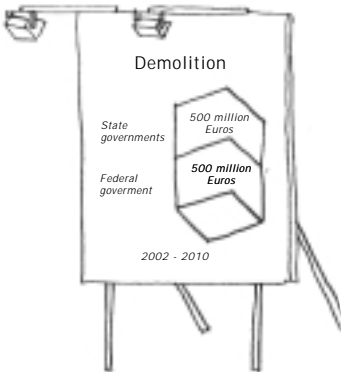 Demolition
State
governments
500 million
Euros
Federal
goverment
500 million
Euros
2002 - 2010